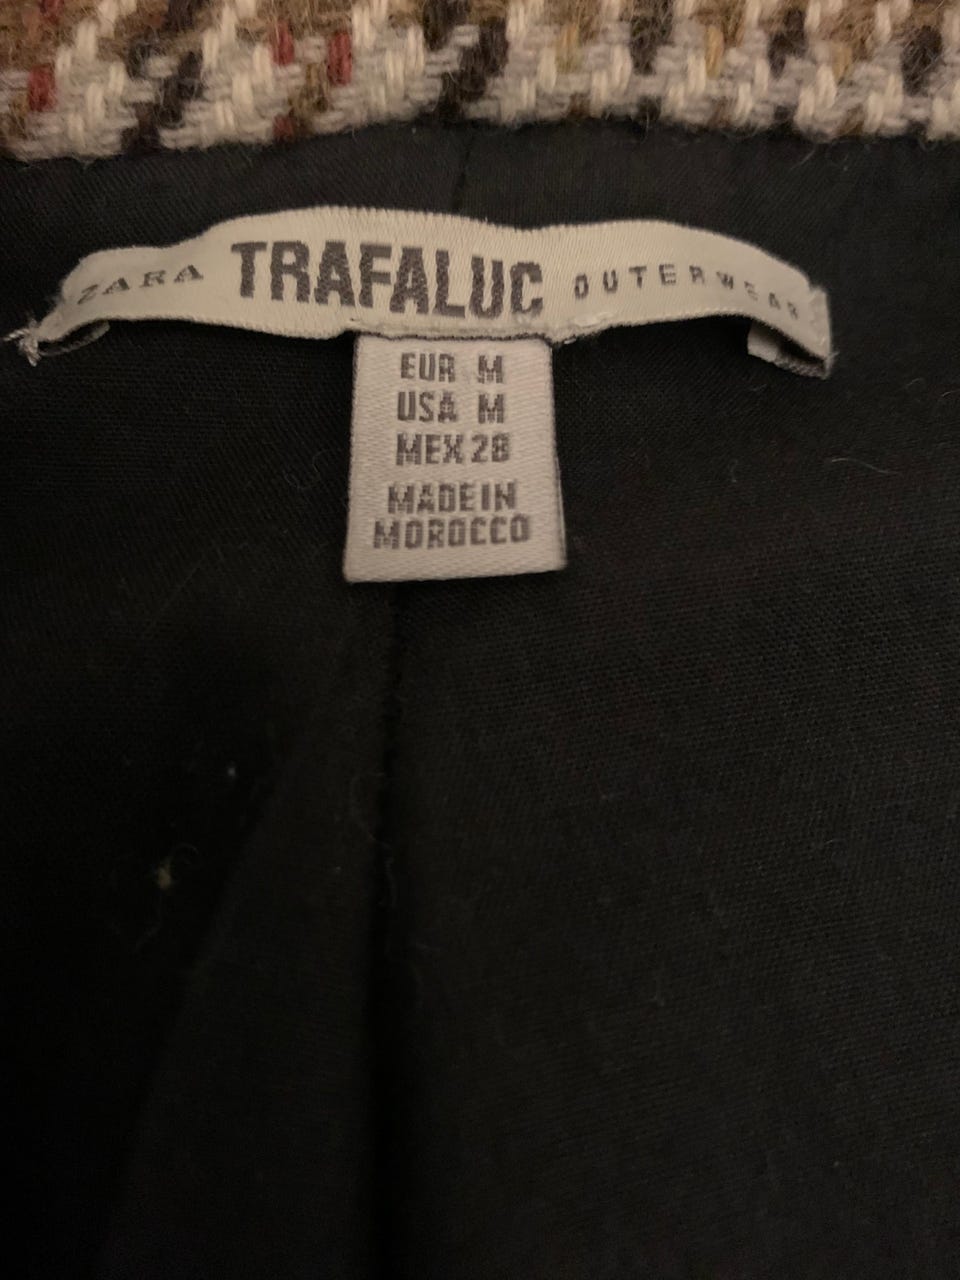 ZARA TRAFALUC OUTERWEAR
EUR M
USA M
MEX 28
MADE IN
MOROCCO